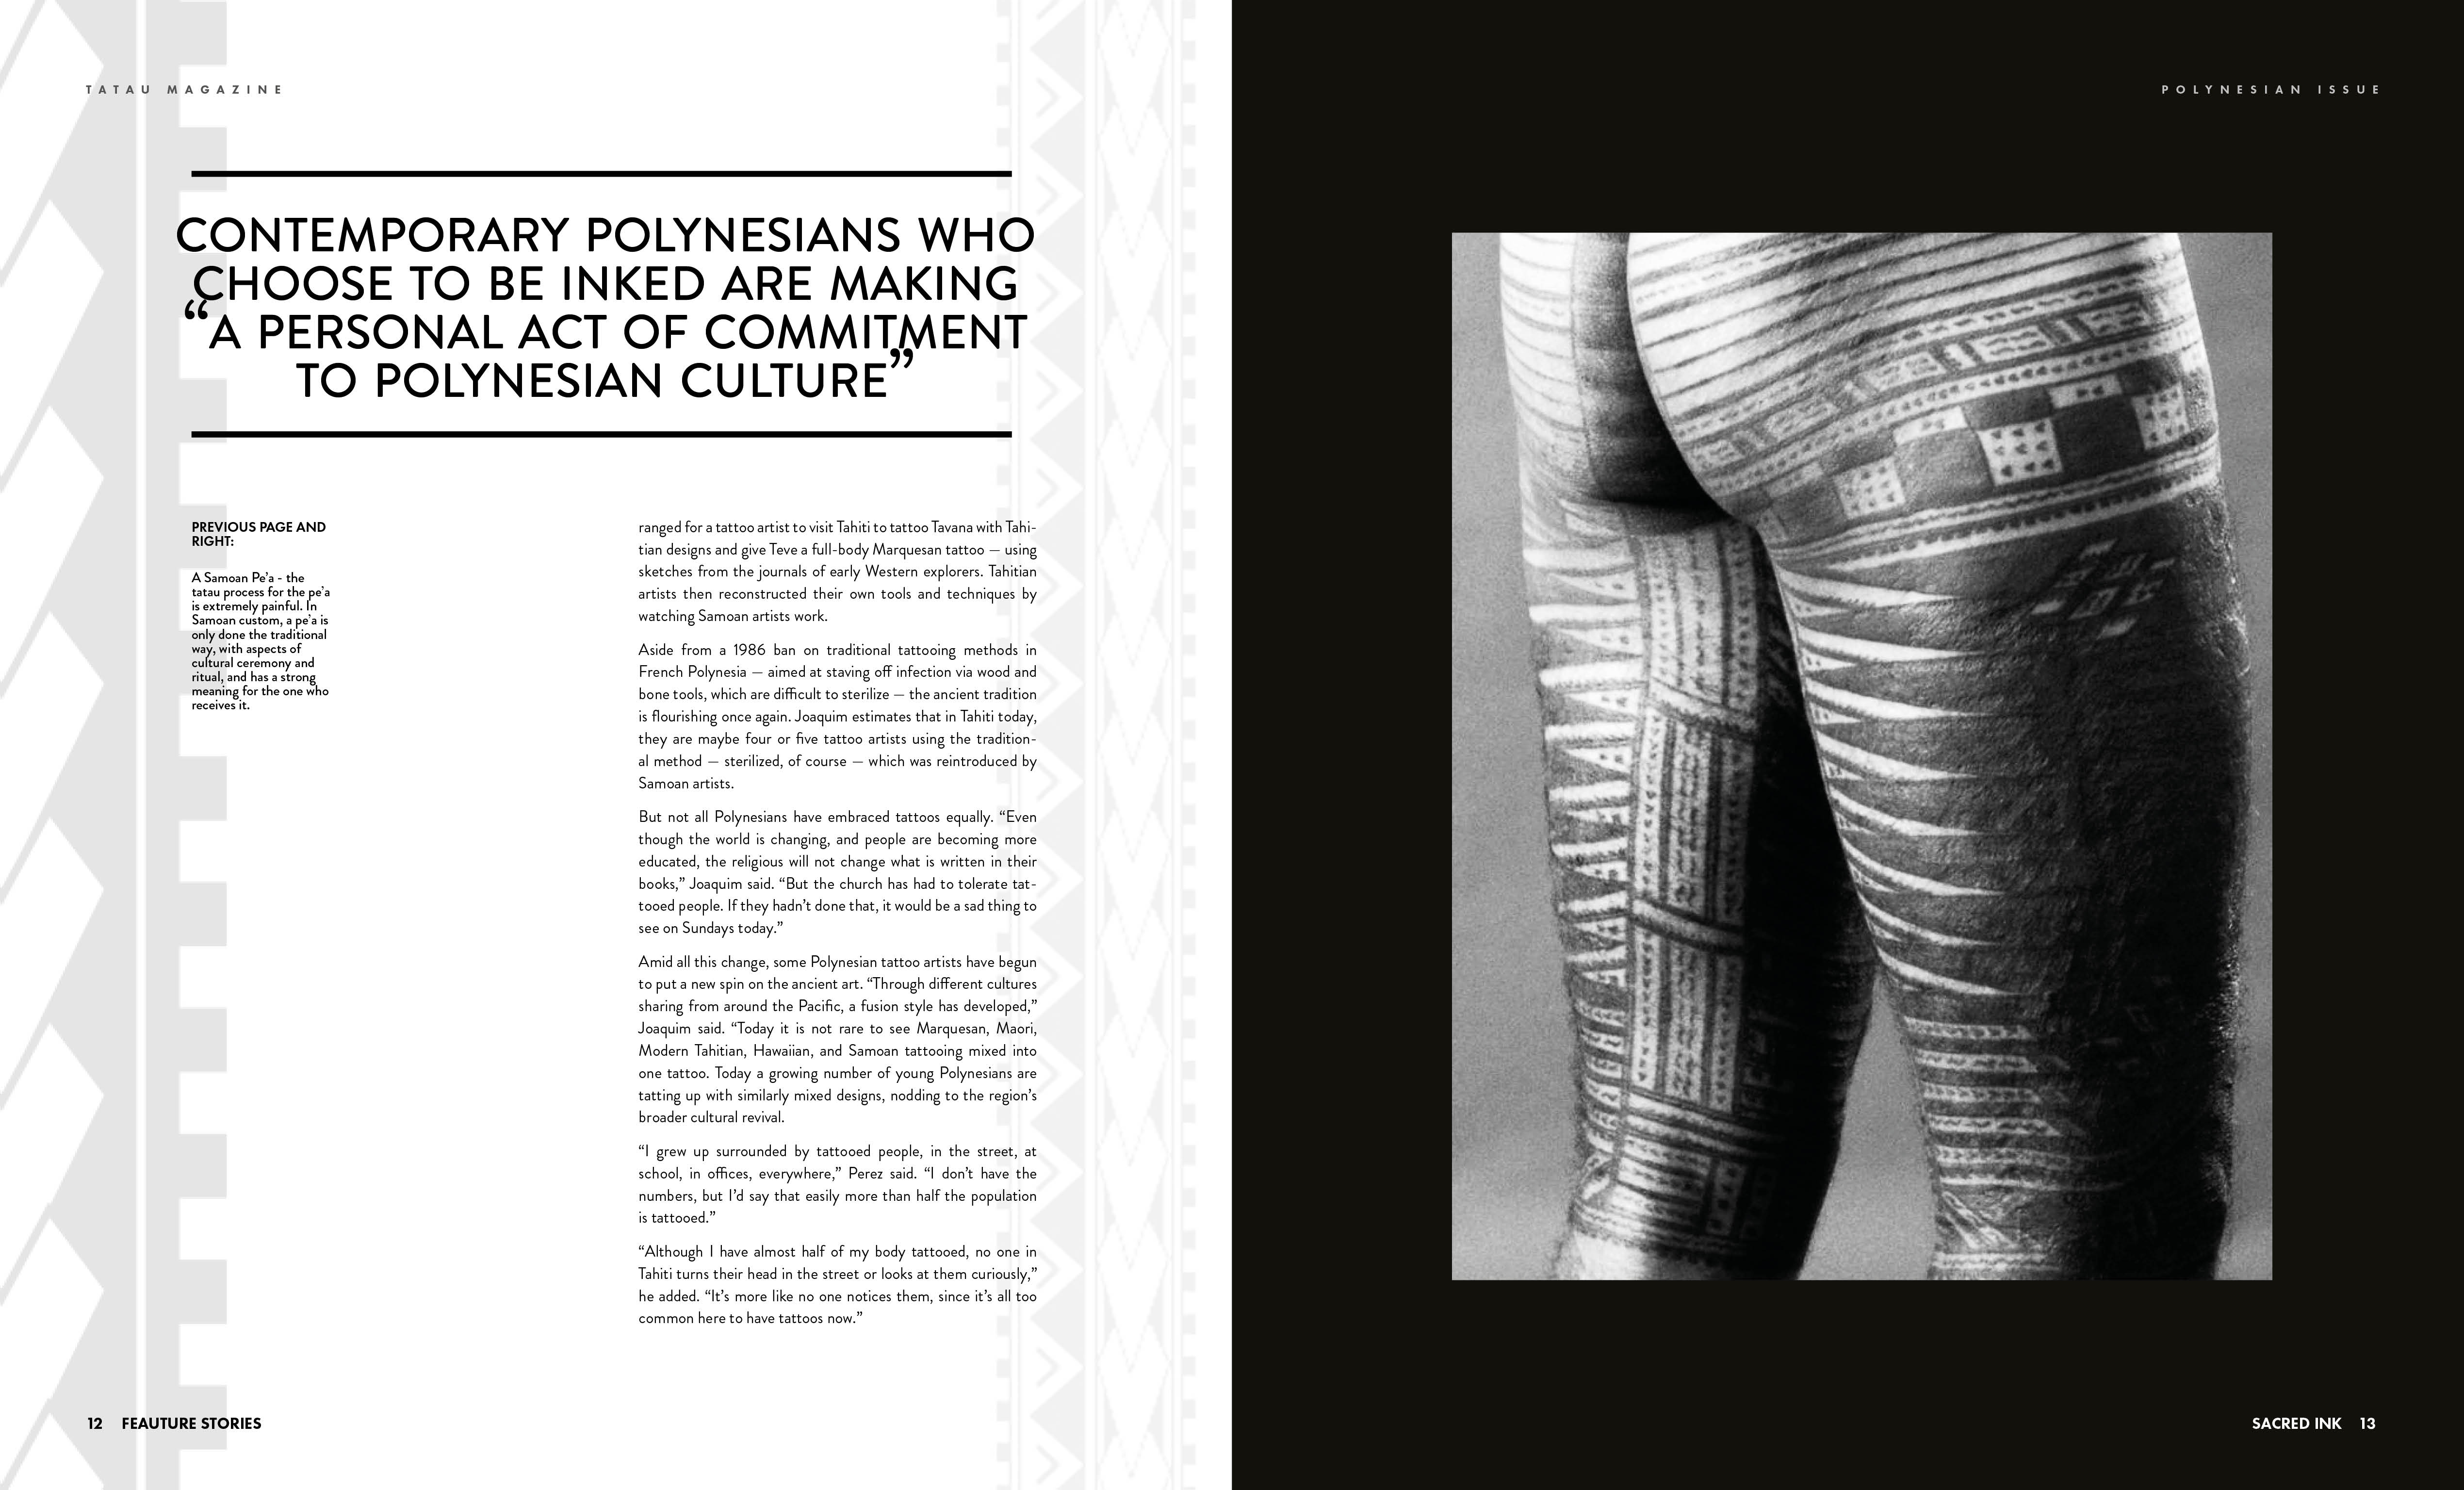 TATAU MAGAZINE
POLYNESIAN ISSUE
CONTEMPORARY POLYNESIANS WHO
CHOOSE TO BE INKED ARE MAKING
“A PERSONAL ACT OF COMMITMENT
TO POLYNESIAN CULTURE”
PREVIOUS PAGE AND
RIGHT:
A Samoan Pe’a - the
tatau process for the pe’a
is extremely painful. In
Samoan custom, a pe’a is
only done the traditional
way, with aspects of
cultural ceremony and
ritual, and has a strong
meaning for the one who
receives it.
ranged for a tattoo artist to visit Tahiti to tattoo Tavana with Tahi-
tian designs and give Teve a full-body Marquesan tattoo — using
sketches from the journals of early Western explorers. Tahitian
artists then reconstructed their own tools and techniques by
watching Samoan artists work.
Aside from a 1986 ban on traditional tattooing methods in
French Polynesia — aimed at staving off infection via wood and
bone tools, which are difficult to sterilize — the ancient tradition
is flourishing once again. Joaquim estimates that in Tahiti today,
they are maybe four or five tattoo artists using the tradition-
al method — sterilized, of course — which was reintroduced by
Samoan artists.
But not all Polynesians have embraced tattoos equally. “Even
though the world is changing, and people are becoming more
educated, the religious will not change what is written in their
books,” Joaquim said. “But the church has had to tolerate tat-
tooed people. If they hadn’t done that, it would be a sad thing to
see on Sundays today.”
Amid all this change, some Polynesian tattoo artists have begun
to put a new spin on the ancient art. “Through different cultures
sharing from around the Pacific, a fusion style has developed,”
Joaquim said. “Today it is not rare to see Marquesan, Maori,
Modern Tahitian, Hawaiian, and Samoan tattooing mixed into
one tattoo. Today a growing number of young Polynesians are
tatting up with similarly mixed designs, nodding to the region’s
broader cultural revival.
“I grew up surrounded by tattooed people, in the street, at
school, in offices, everywhere,” Perez said. “I don’t have the
numbers, but I’d say that easily more than half the population
is tattooed.”
“Although I have almost half of my body tattooed, no one in
Tahiti turns their head in the street or looks at them curiously,”
he added. “It’s more like no one notices them, since it’s all too
common here to have tattoos now.”
12 FEAUTURE STORIES
SACRED INK 13